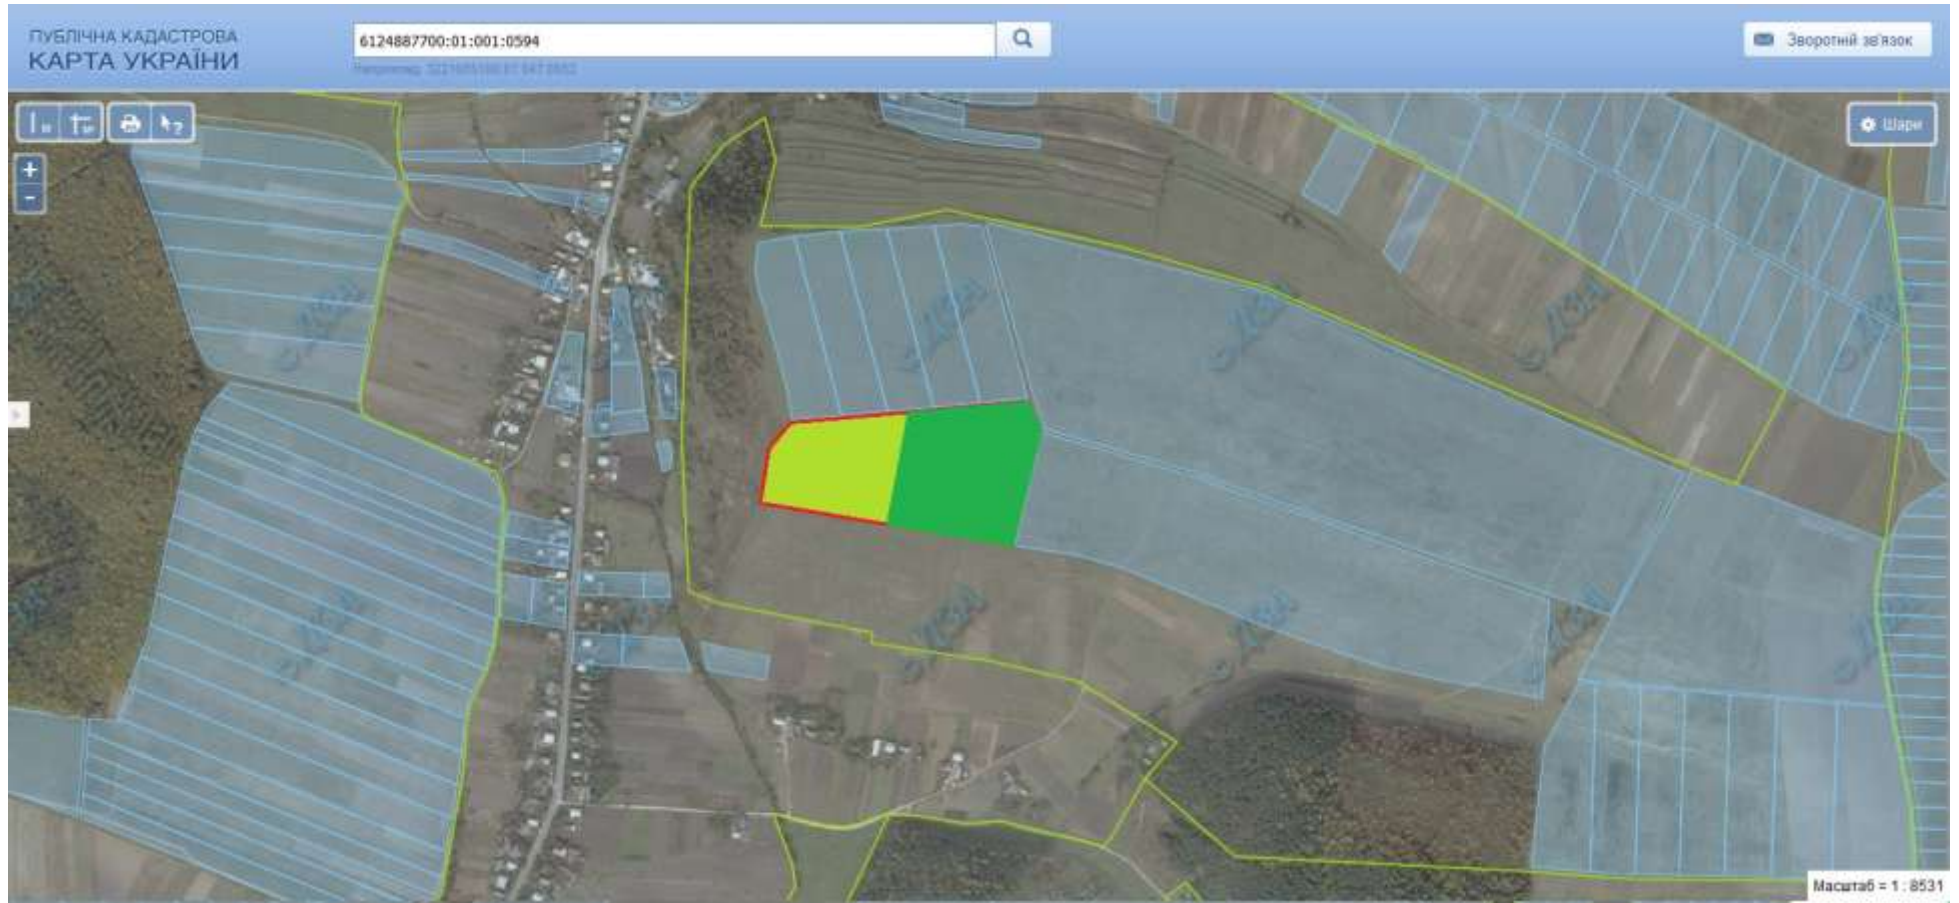 ПУБЛІЧНА КАДАСТРОВА
КАРТА УКРАЇНИ
6124887700:01:001:0594
Зворотній зв'язок
Шари
Масштаб = 1 : 8531